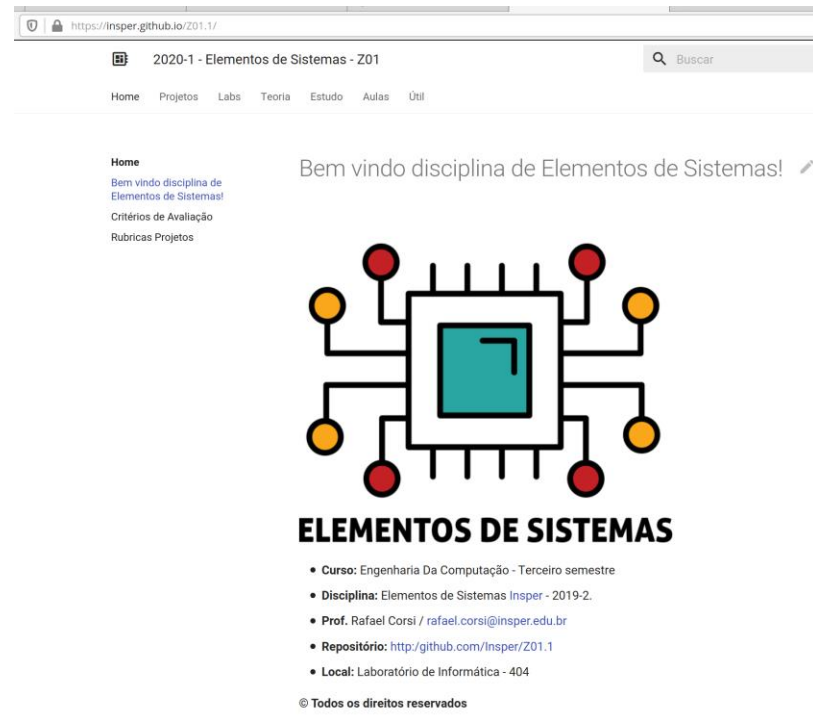 https://insper.github.io/Z01.1/
2020-1 - Elementos de Sistemas - Z01
Buscar
Home Projetos Labs Teoria Estudo Aulas Útil
Home
Bem vindo disciplina de
Elementos de Sistemas!
Critérios de Avaliação
Rubricas Projetos
Bem vindo disciplina de Elementos de Sistemas!
ELEMENTOS DE SISTEMAS
• Curso: Engenharia Da Computação - Terceiro semestre
• Disciplina: Elementos de Sistemas Insper - 2019-2.
• Prof. Rafael Corsi / rafael.corsi@insper.edu.br
• Repositório: http:/github.com/Insper/Z01.1
• Local: Laboratório de Informática - 404
© Todos os direitos reservados